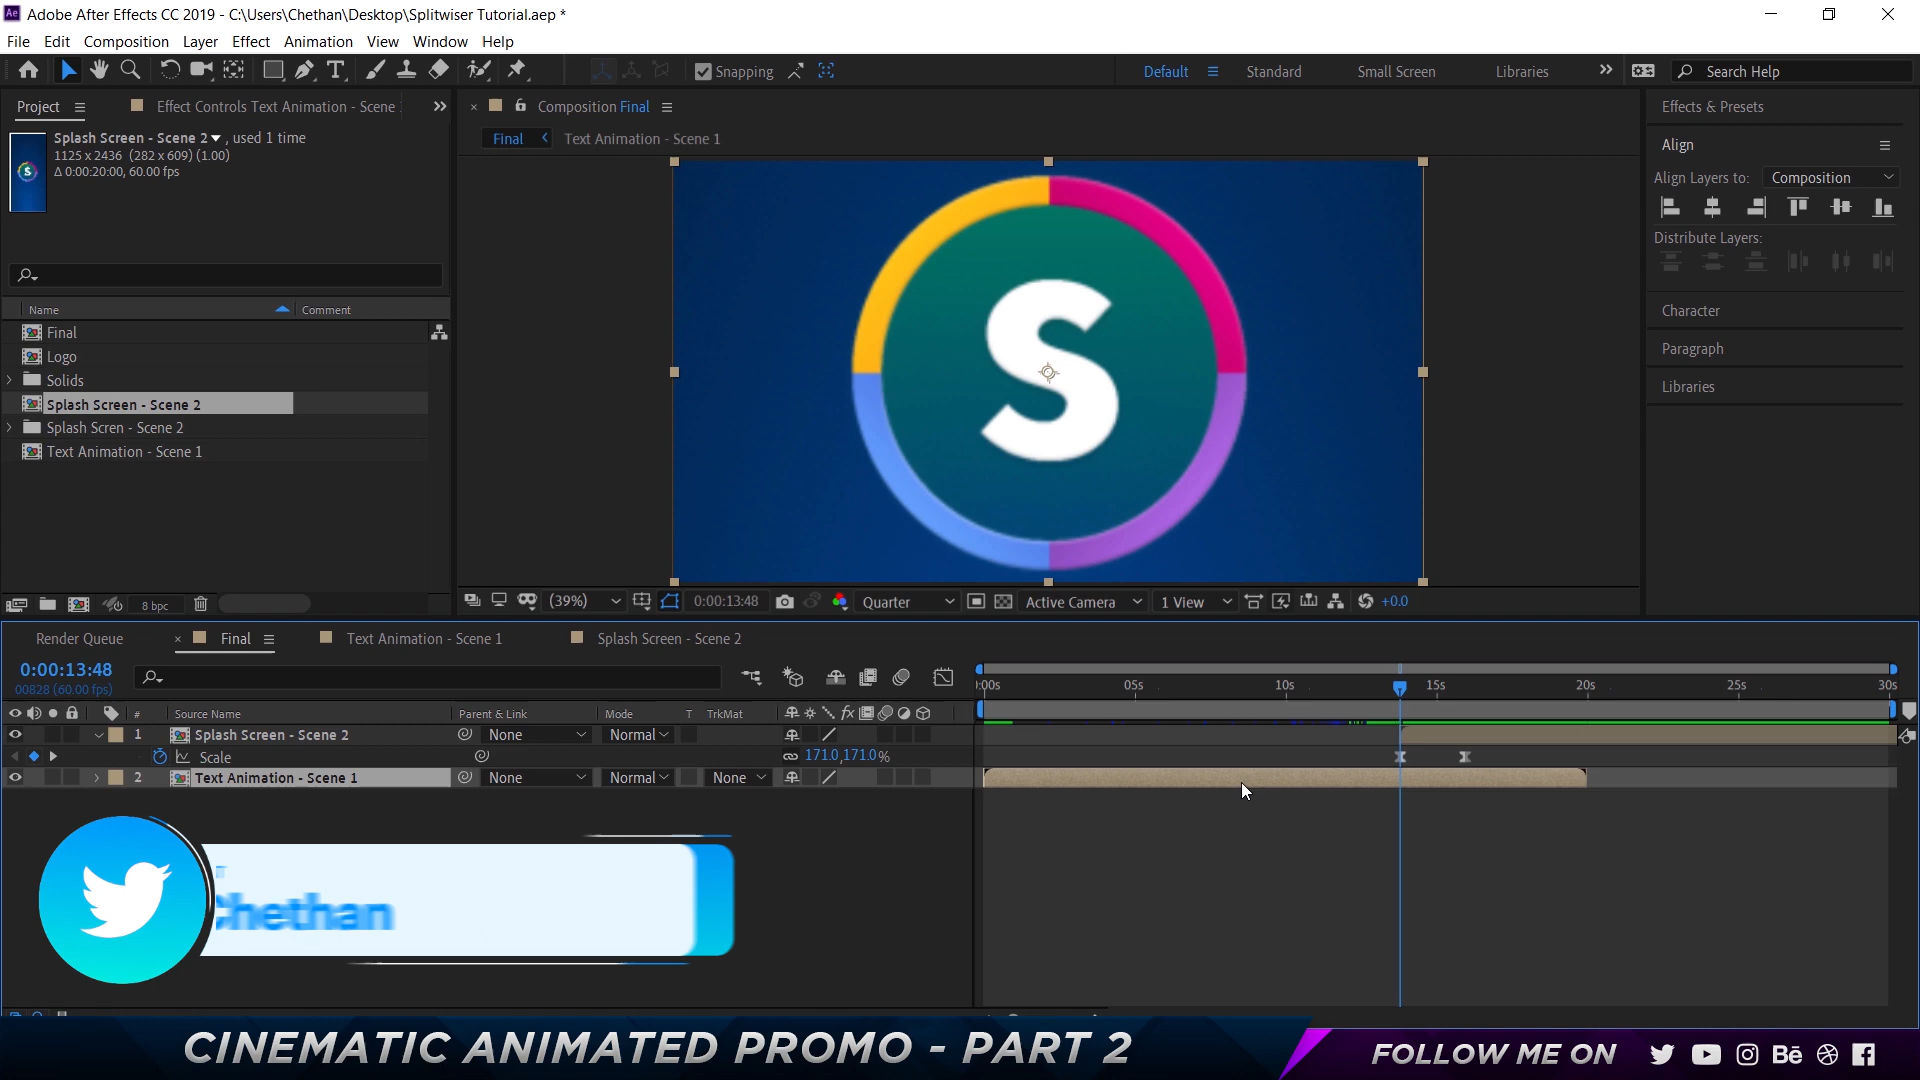 Adobe After Effects CC 2019 - C:\Users\Chethan\Desktop\Splitwiser Tutorial.aep *
File Edit Composition Layer Effect Animation View Window Help
Snapping
Default Standard Small Screen Libraries
Search Help
Project
Effect Controls Text Animation - Scene
Composition Final
Effects & Presets
Splash Screen - Scene 2 , used 1 time
1125 x 2436 (282 x 609) (1.00)
Δ 0:00:20:00, 60.00 fps
Final Text Animation - Scene 1
Align
Align Layers to: Composition
Distribute Layers:
Character
Paragraph
Libraries
Name Comment
Final
Logo
Solids
Splash Screen - Scene 2
Splash Scren - Scene 2
Text Animation - Scene 1
S
8 bpc
(39%) 0:00:13:48 Quarter Active Camera 1 View +0.0
Render Queue Final Text Animation - Scene 1 Splash Screen - Scene 2
0:00:13:48
00828 (60.00 fps)
:00s 05s 10s 15s 20s 25s 30s
# Source Name Parent & Link Mode T TrkMat
1 Splash Screen - Scene 2 None Normal
Scale 171.0,171.0%
2 Text Animation - Scene 1 None Normal None
Chethan
CINEMATIC ANIMATED PROMO - PART 2
FOLLOW ME ON